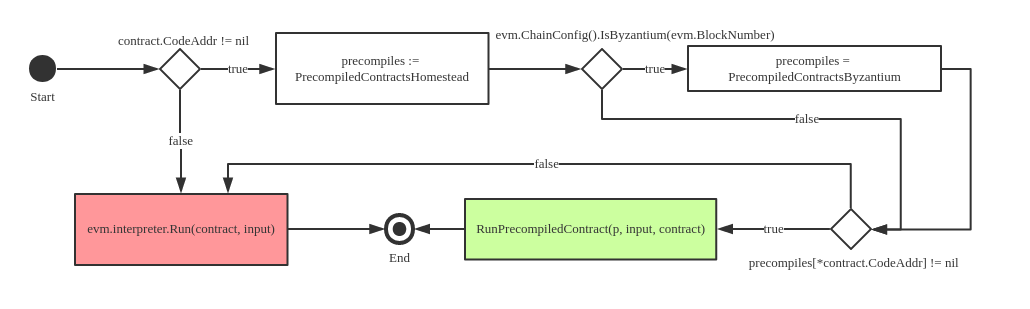 contract.CodeAddr != nil
evm.ChainConfig().IsByzantium(evm.BlockNumber)
Start
true
precompiles :=
PrecompiledContractsHomestead
true
precompiles =
PrecompiledContractsByzantium
false
false
false
evm.interpreter.Run(contract, input)
End
RunPrecompiledContract(p, input, contract)
true
precompiles[*contract.CodeAddr] != nil